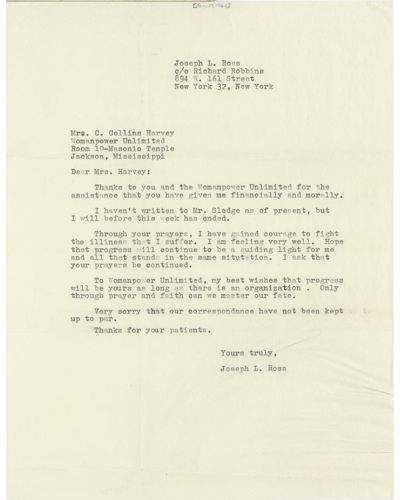 Joseph L. Ross
c/o Richard Robbins
894 W. 161 Street
New York 32, New York
Mrs. C. Collins Harvey
Womanpower Unlimited
Room 10-Masonic Temple
Jackson, Mississippi
Dear Mrs. Harvey:
Thanks to you and the Womanpower Unlimited for the
assistance that you have given me financially and morally.
I haven't written to Mr. Sledge as of present, but
I will before this week has ended.
Through your prayers, I have gained courage to fight
the illness that I suffer. I am feeling very well. Hope
that progress will continue to be a guiding light for me
and all that stands in the same situtation. I ask that
your prayers be continued.
To Womanpower Unlimited, my best wishes that progress
will be yours as long as there is an organization . Only
through prayer and faith can we master our fate.
Very sorry that our correspondance have not been kept
up to par.
Thanks for your patients.
Yours truly,
Joseph L. Ross